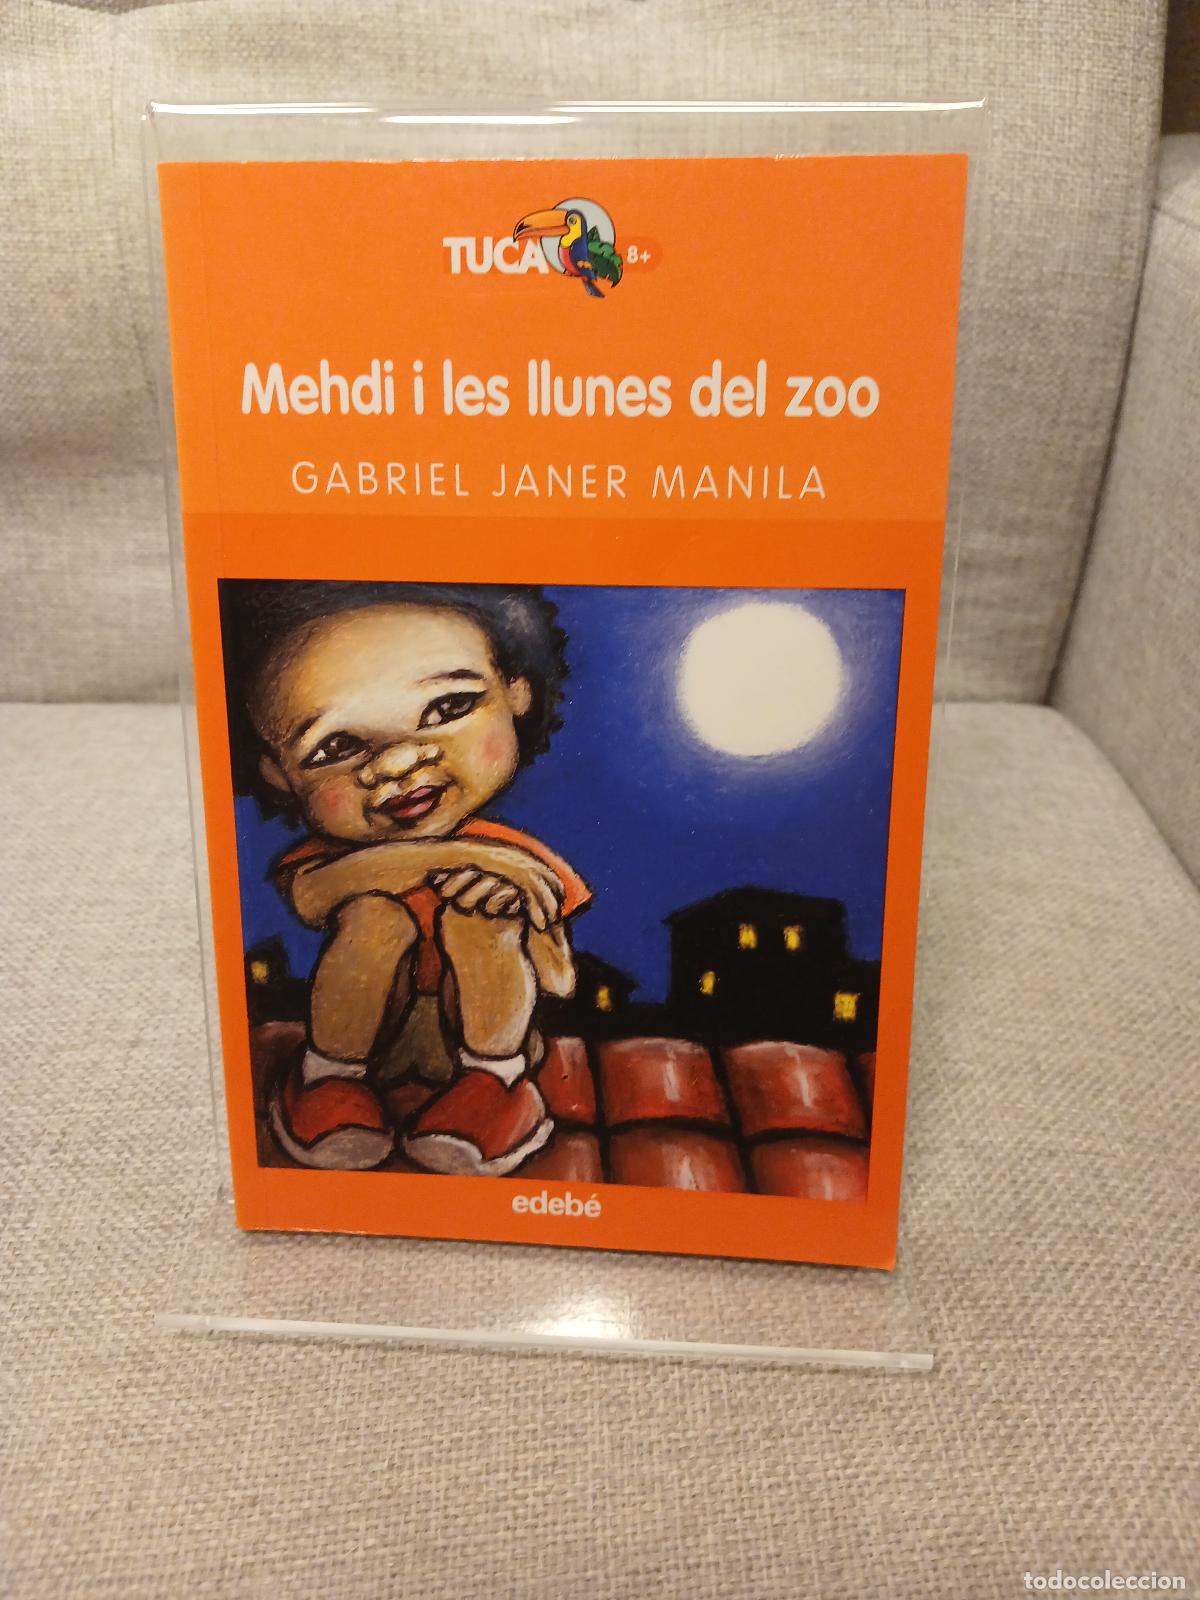 TUCA 8+
Mehdi i les llunes del zoo
GABRIEL JANER MANILA
edebé
todocoleccion